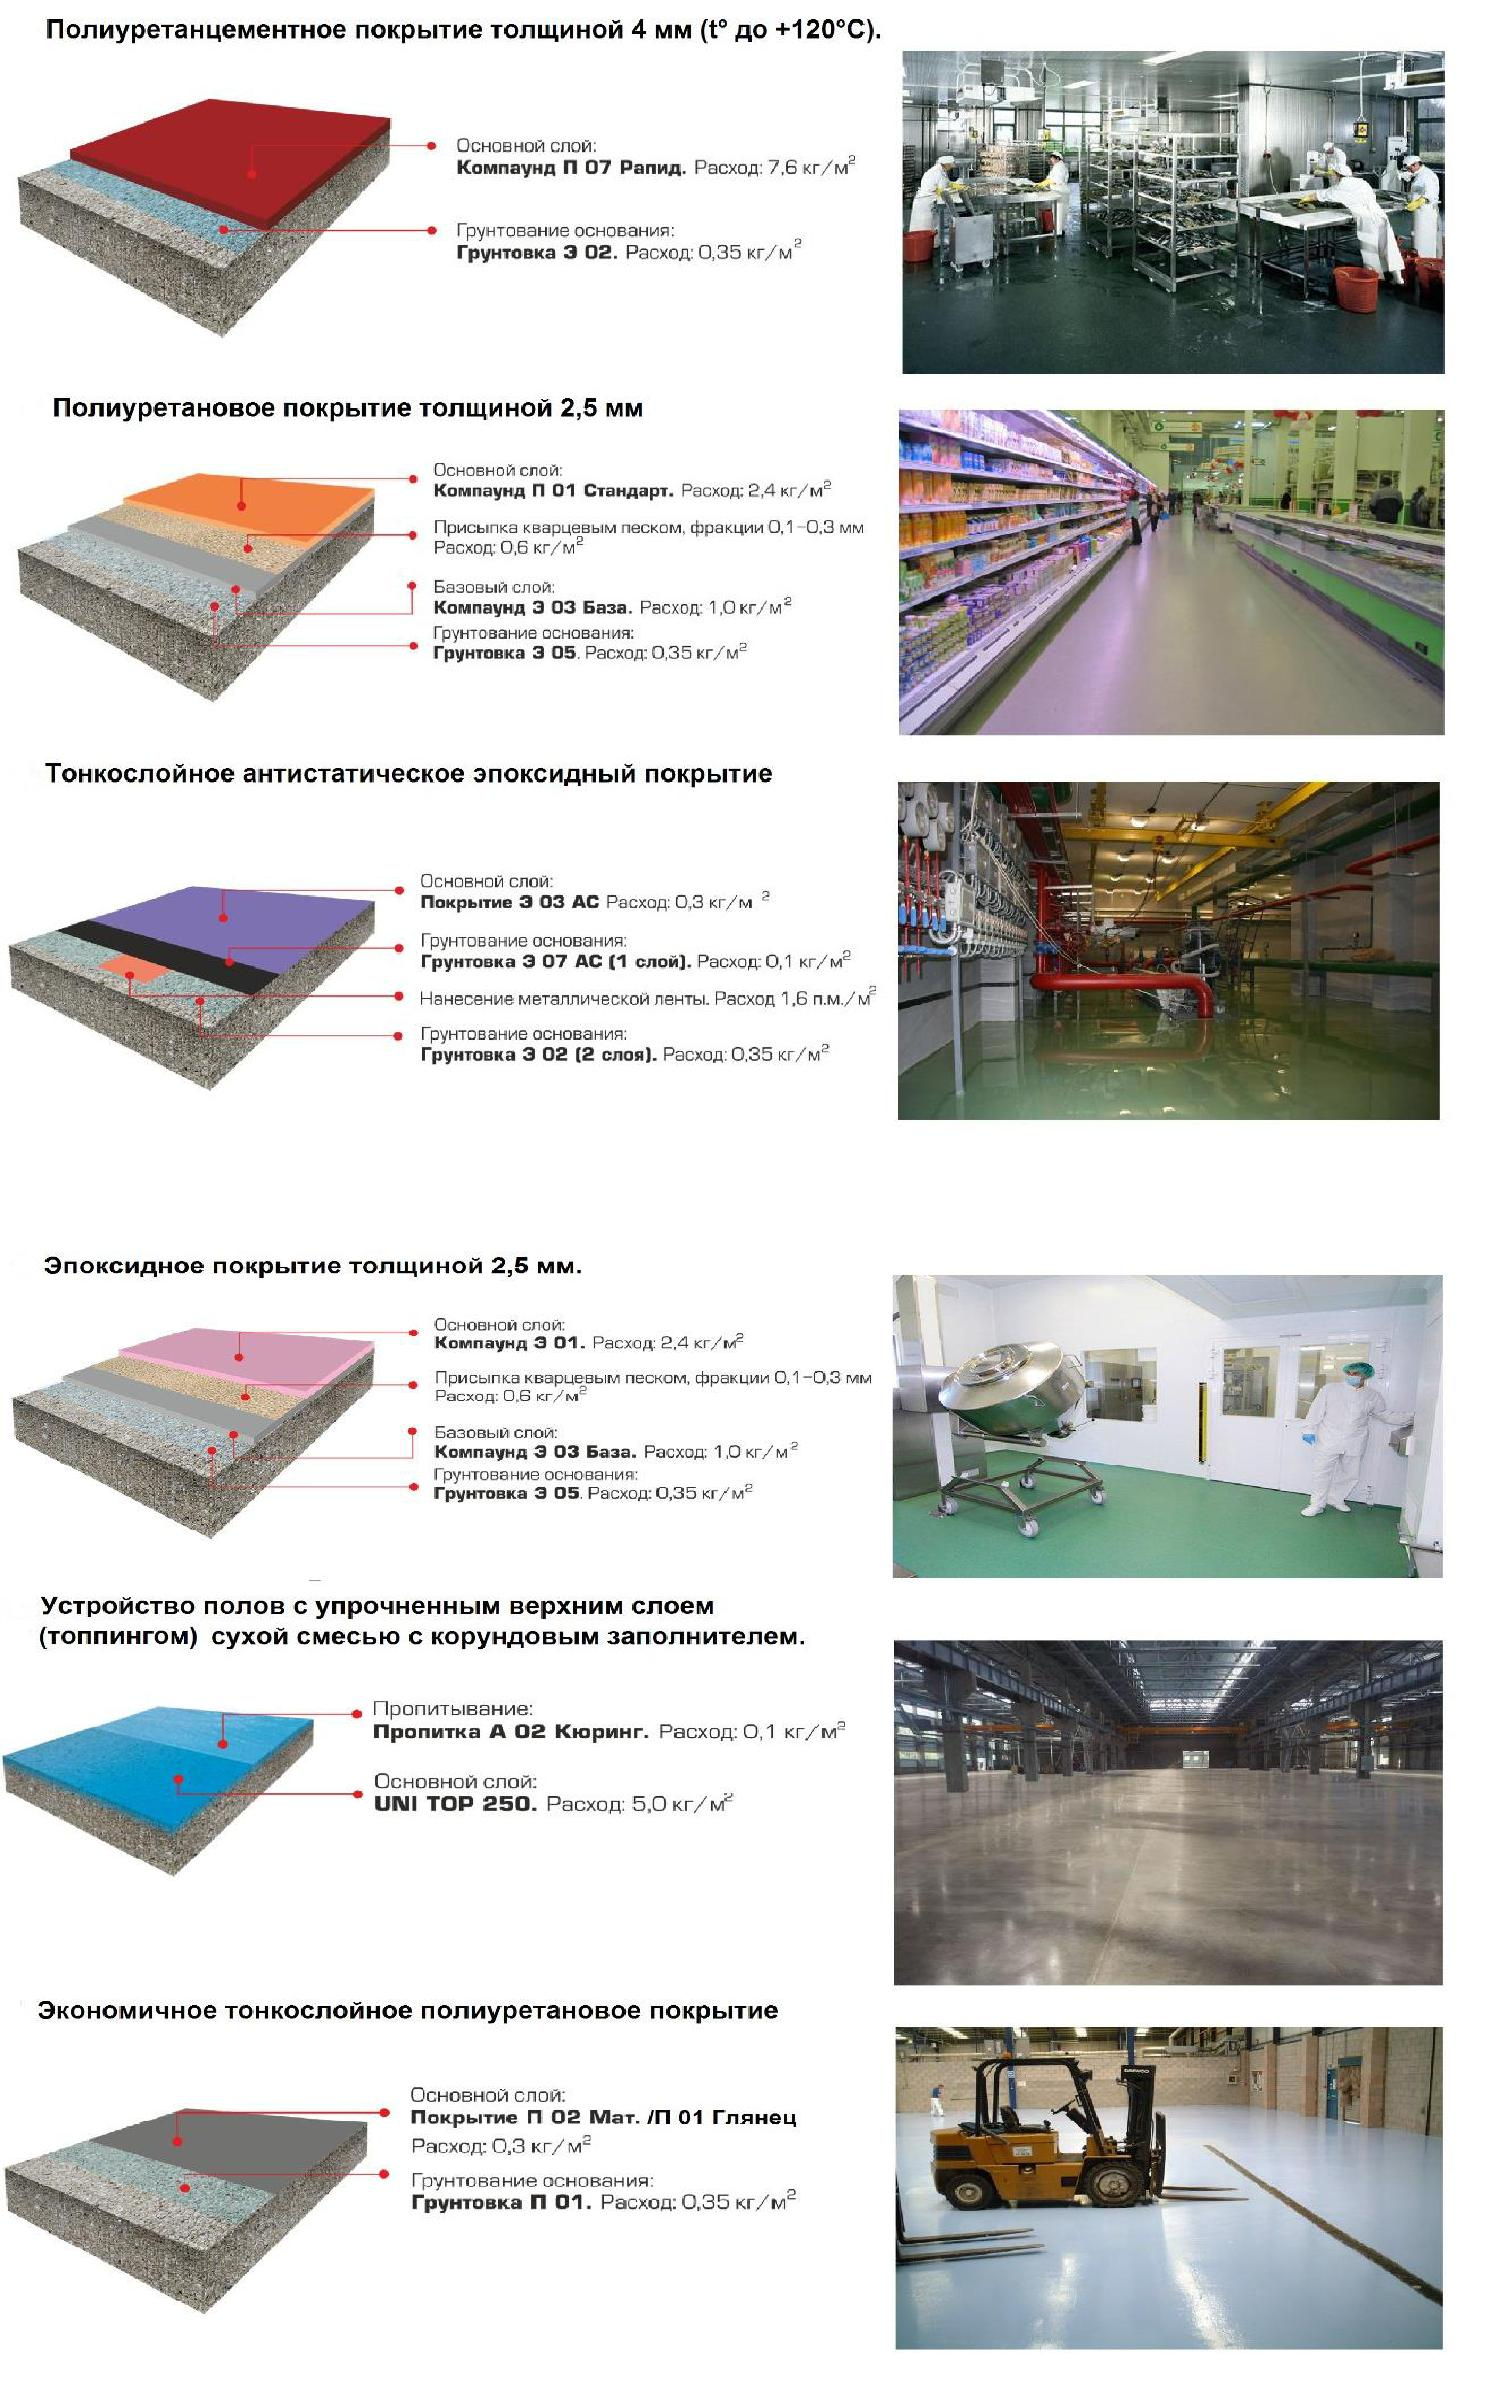 Полиуретанцементное покрытие толщиной 4 мм (t° до +120°С).
Основной слой:
Компаунд П 07 Рапид. Расход: 7,6 кг/м²
Грунтование основания:
Грунтовка Э 02. Расход: 0,35 кг/м²
Полиуретановое покрытие толщиной 2,5 мм
Основной слой:
Компаунд П 01 Стандарт. Расход: 2,4 кг/м²
Присыпка кварцевым песком, фракции 0,1-0,3 мм
Расход: 0,6 кг/м²
Базовый слой:
Компаунд Э 03 База. Расход: 1,0 кг/м²
Грунтование основания:
Грунтовка Э 05. Расход: 0,35 кг/м²
Тонкослойное антистатическое эпоксидный покрытие
Основной слой:
Покрытие Э 03 АС Расход: 0,3 кг/м ²
Грунтование основания:
Грунтовка Э 07 АС (1 слой). Расход: 0,1 кг/м²
Нанесение металлической ленты. Расход 1,6 п.м./м²
Грунтование основания:
Грунтовка Э 02 (2 слоя). Расход: 0,35 кг/м²
Эпоксидное покрытие толщиной 2,5 мм.
Основной слой:
Компаунд Э 01. Расход: 2,4 кг/м²
Присыпка кварцевым песком, фракции 0,1-0,3 мм
Расход: 0,6 кг/м²
Базовый слой:
Компаунд Э 03 База. Расход: 1,0 кг/м²
Грунтование основания:
Грунтовка Э 05. Расход: 0,35 кг/м²
Устройство полов с упрочненным верхним слоем
(топпингом) сухой смесью с корундовым заполнителем.
Пропитывание:
Пропитка А 02 Кюринг. Расход: 0,1 кг/м²
Основной слой:
UNI TOP 250. Расход: 5,0 кг/м²
Экономичное тонкослойное полиуретановое покрытие
Основной слой:
Покрытие П 02 Мат. /П 01 Глянец
Расход: 0,3 кг/м²
Грунтование основания:
Грунтовка П 01. Расход: 0,35 кг/м²
DAEWOO